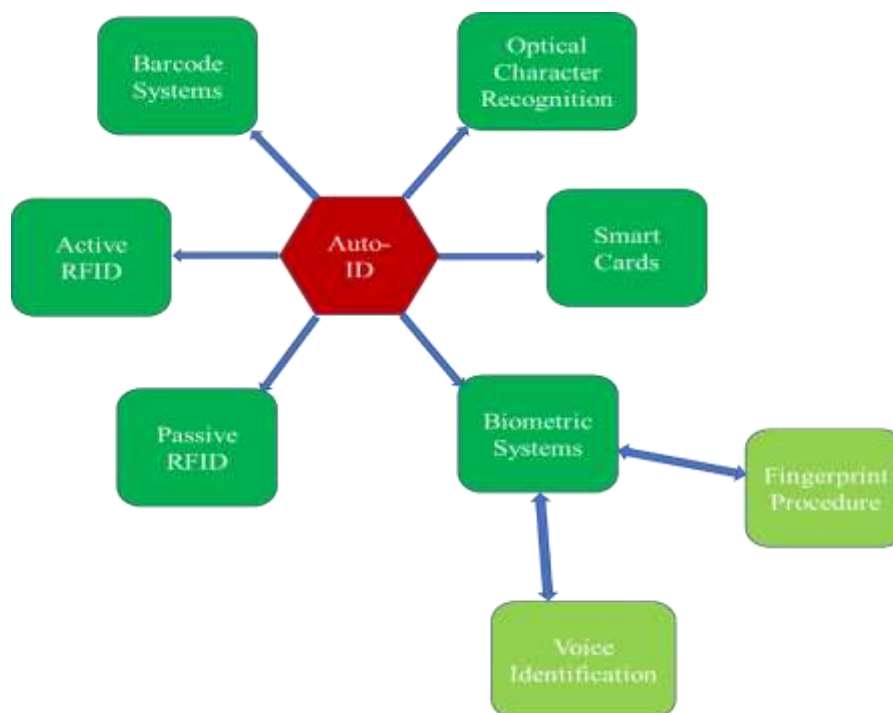 Barcode
Systems
Optical
Character
Recognition
Active
RFID
Auto-
ID
Smart
Cards
Passive
RFID
Biometric
Systems
Fingerprint
Procedure
Voice
Identification